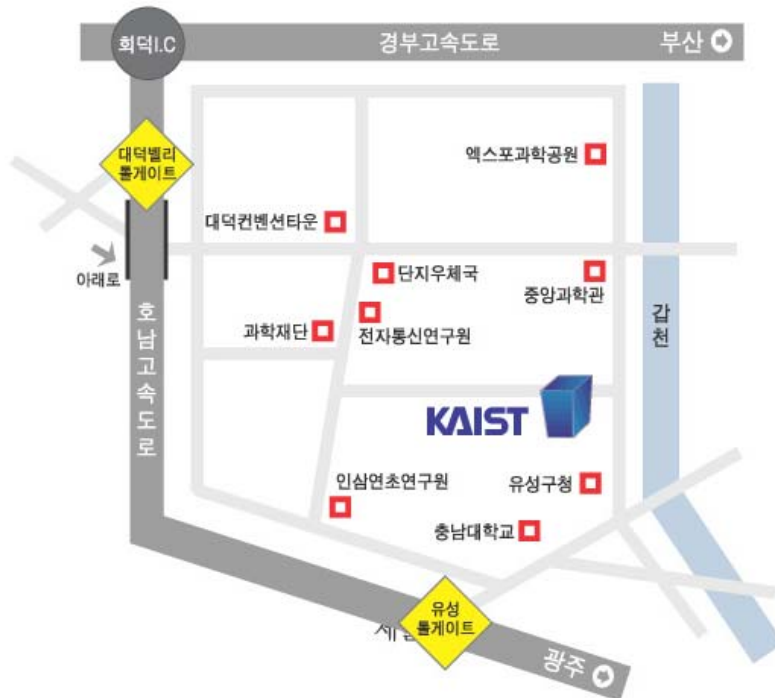 회덕I.C
경부고속도로
부산
대덕벨리
톨게이트
엑스포과학공원
대덕컨벤션타운
아래로
단지우체국
중앙과학관
호남고속도로
과학재단
전자통신연구원
갑천
KAIST
인삼연초연구원
유성구청
충남대학교
유성
톨게이트
광주